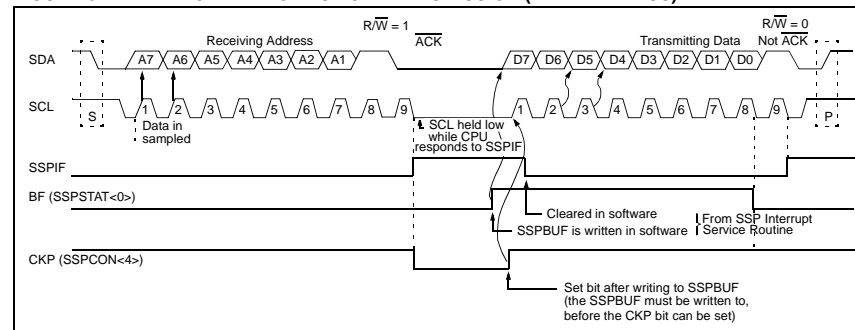 R/W = 1
R/W = 0
Receiving Address
ACK
Transmitting Data
Not ACK
SDA
A7 A6 A5 A4 A3 A2 A1
D7 D6 D5 D4 D3 D2 D1 D0
SCL
S
1 2 3 4 5 6 7 8 9
1 2 3 4 5 6 7 8 9
P
Data in
sampled
SCL held low
while CPU
responds to SSPIF
SSPIF
BF (SSPSTAT<0>)
Cleared in software
SSPBUF is written in software
From SSP Interrupt
Service Routine
CKP (SSPCON<4>)
Set bit after writing to SSPBUF
(the SSPBUF must be written to,
before the CKP bit can be set)